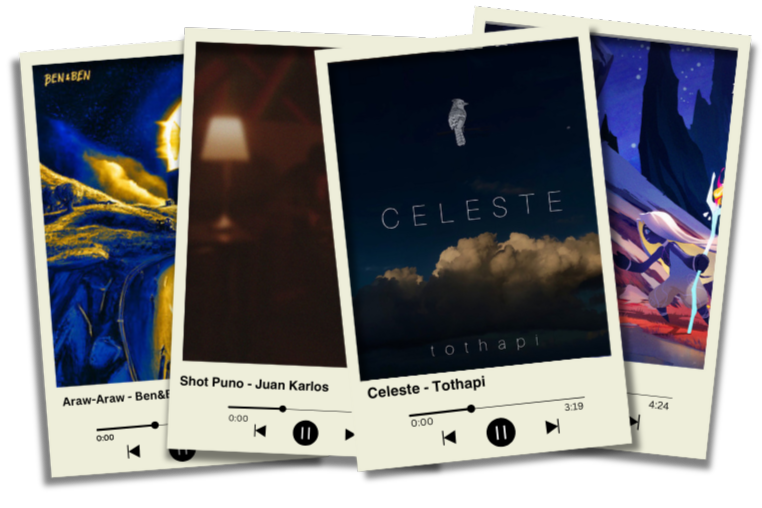 BEN&BEN
Araw-Araw - Ben&B
0:00
Shot Puno - Juan Karlos
0:00
CELESTE
tothapi
Celeste - Tothapi
0:00
3:19
4:24